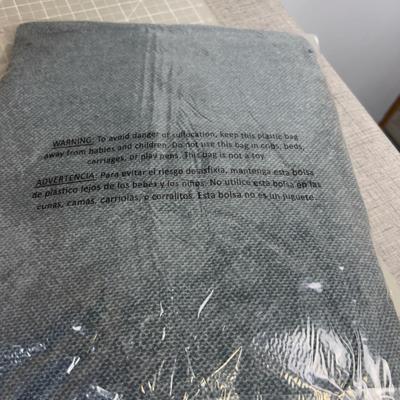 WARNING: To avoid danger of suffocation, keep this plastic bag
away from babies and children. Do not use this bag in cribs, beds,
carriages, or play pens. This bag is not a toy.
ADVERTENCIA: Para evitar el riesgo de asfixia, mantenga esta bolsa
de plástico lejos de los bebés y los niños. No utilice esta bolsa en las
cunas, camas, carriolas, o corralitos. Esta bolsa no es un juguete.